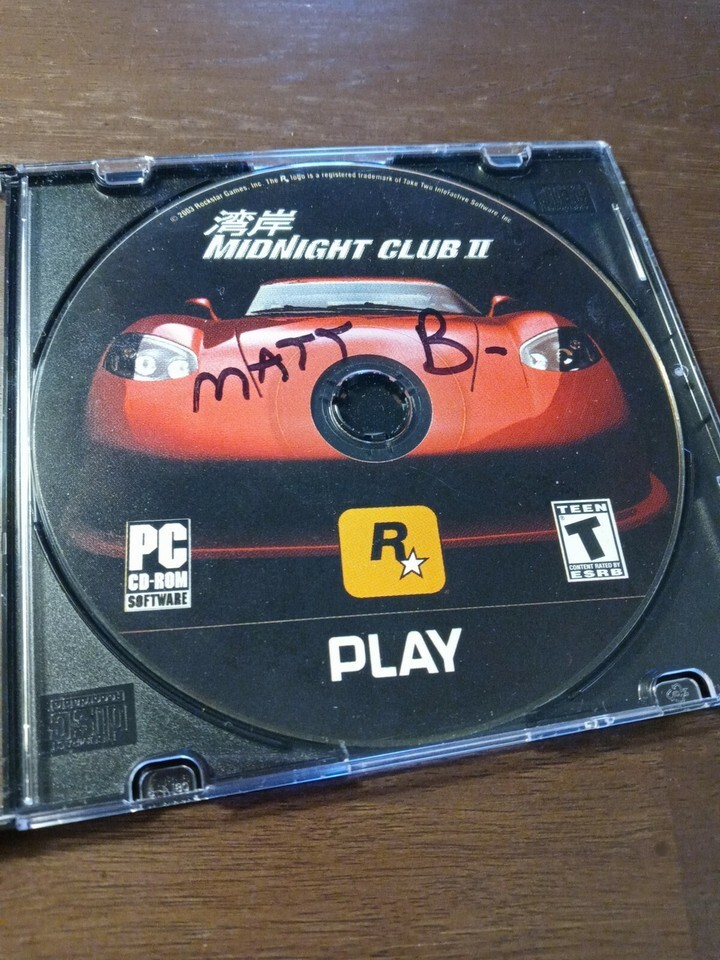 © 2003 Rockstar Games, Inc. The R★ logo is a registered trademark of Take Two Interactive Software, Inc.
湾岸
MIDNIGHT CLUB II
MATT B-
PC
CD-ROM
SOFTWARE
R★
TEEN
T
CONTENT RATED BY
ESRB
PLAY
disc